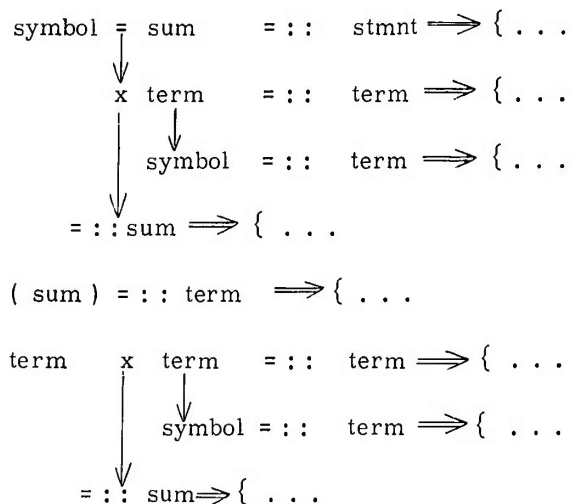 symbol = sum =:: stmnt ⟹ { . . .
x term =:: term ⟹ { . . .
symbol =:: term ⟹ { . . .
=::sum ⟹ { . . .
( sum ) =:: term ⟹ { . . .
term x term =:: term ⟹ { . . .
symbol =:: term ⟹ { . . .
=:: sum ⟹ { . . .